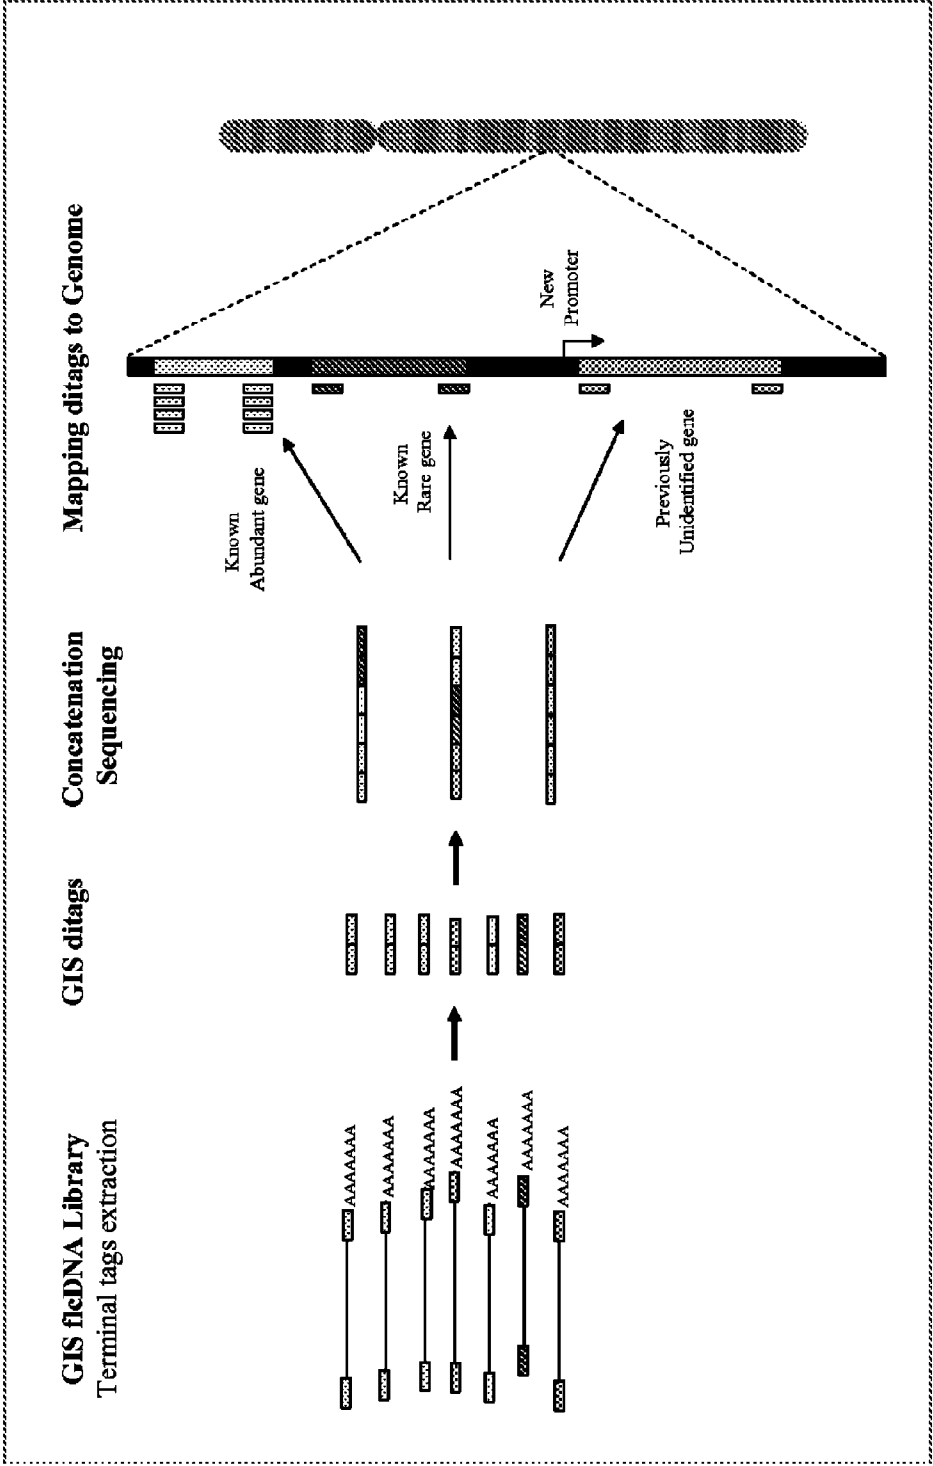 GIS flcDNA Library
Terminal tags extraction
GIS ditags
Concatenation
Sequencing
Mapping ditags to Genome
Known
Abundant gene
Known
Rare gene
Previously
Unidentified gene
New
Promoter
AAAAAAA
AAAAAAA
AAAAAAA
AAAAAAA
AAAAAAA
AAAAAAA
AAAAAAA